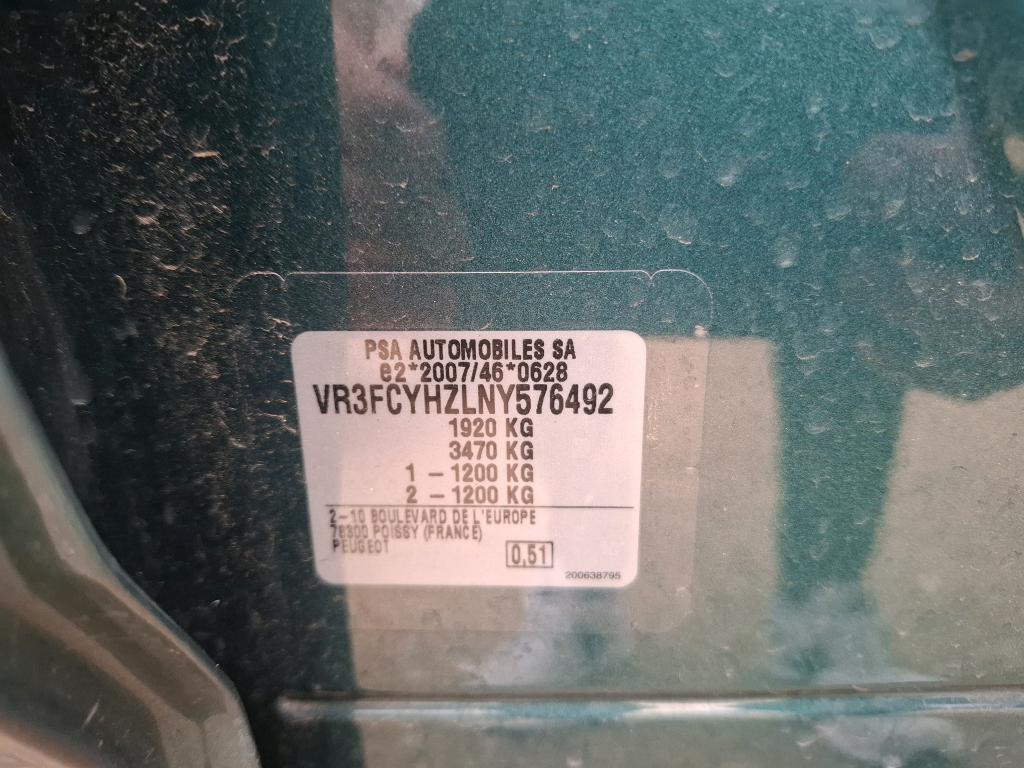 PSA AUTOMOBILES SA
e2*2007/46*0628
VR3FCYHZLNY576492
1920 KG
3470 KG
1 – 1200 KG
2 – 1200 KG
2–10 BOULEVARD DE L'EUROPE
78300 POISSY (FRANCE)
PEUGEOT
0,51
200638795